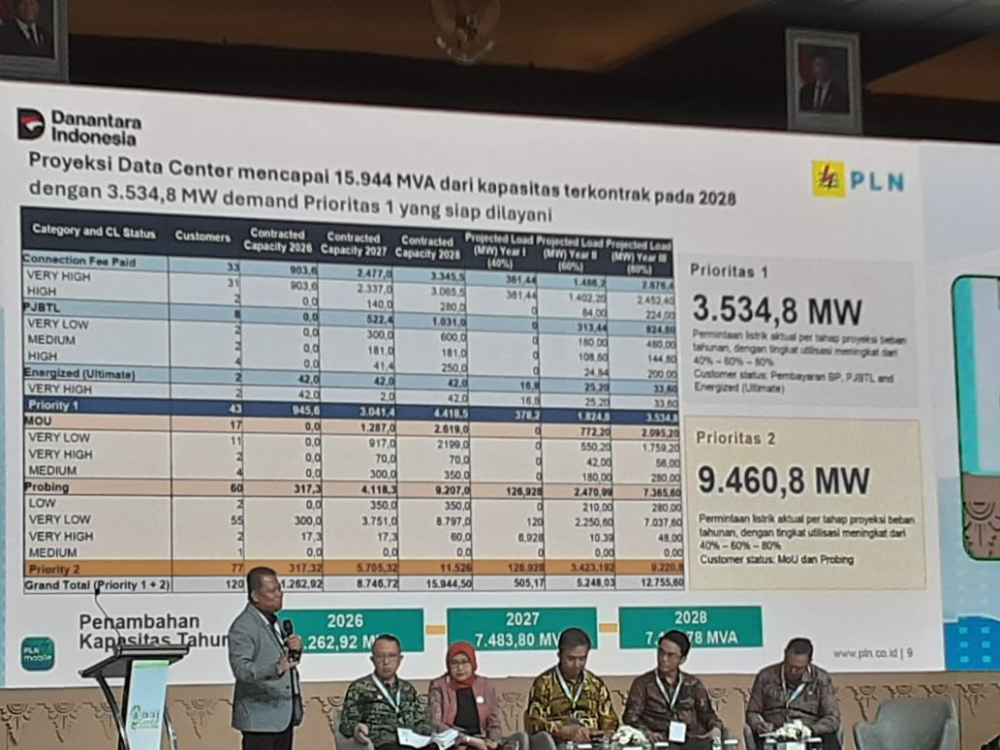 Danantara
Indonesia
Proyeksi Data Center mencapai 15.944 MVA dari kapasitas terkontrak pada 2028
dengan 3.534,8 MW demand Prioritas 1 yang siap dilayani
PLN
Category and CL Status Customers Contracted Capacity 2026 Contracted Capacity 2027 Contracted Capacity 2028 Projected Load (MW) Year I (40%) Projected Load (MW) Year II (60%) Projected Load (MW) Year III (80%)
Connection Fee Paid 33 903,6 2.477,0 3.345,5 361,44 1.486,2 2.676,4
VERY HIGH 31 903,6 2.337,0 3.065,5 361,44 1.402,20 2.452,40
HIGH 2 0,0 140,0 280,0 0 84,00 224,00
PJBTL 8 0,0 522,4 1.031,0 0 313,44 824,80
VERY LOW 2 0,0 300,0 600,0 0 180,00 480,00
MEDIUM 2 0,0 181,0 181,0 0 108,60 144,80
HIGH 4 0,0 41,4 250,0 0 24,84 200,00
Energized (Ultimate) 2 42,0 42,0 42,0 16,8 25,20 33,60
VERY HIGH 2 42,0 2,0 42,0 16,8 25,20 33,60
Priority 1 43 945,6 3.041,4 4.418,5 378,2 1.824,8 3.534,8
MOU 17 0,0 1.287,0 2.619,0 0 772,20 2.095,20
VERY LOW 11 0,0 917,0 2199,0 0 550,20 1.759,20
VERY HIGH 2 0,0 70,0 70,0 0 42,00 56,00
MEDIUM 4 0,0 300,0 350,0 0 180,00 280,00
Probing 60 317,3 4.118,3 9.207,0 126,928 2.470,99 7.365,60
LOW 2 0,0 350,0 350,0 0 210,00 280,00
VERY LOW 55 300,0 3.751,0 8.797,0 120 2.250,60 7.037,60
VERY HIGH 2 17,3 17,3 60,0 6,928 10,39 48,00
MEDIUM 1 0,0 0,0 0,0 0 0,00 0,00
Priority 2 77 317,32 5.705,32 11.526 126,928 3.423,192 9.220,8
Grand Total (Priority 1 + 2) 120 1.262,92 8.746,72 15.944,50 505,17 5.248,03 12.755,60
Prioritas 1
3.534,8 MW
Permintaan listrik aktual per tahap proyeksi beban
tahunan, dengan tingkat utilisasi meningkat dari
40% – 60% – 80%
Customer status: Pembayaran BP, PJBTL and
Energized (Ultimate)
Prioritas 2
9.460,8 MW
Permintaan listrik aktual per tahap proyeksi beban
tahunan, dengan tingkat utilisasi meningkat dari
40% – 60% – 80%
Customer status: MoU dan Probing
Penambahan
Kapasitas Tahun
2026
.262,92 M
2027
7.483,80 MV
2028
78 MVA
PLN
mobile
www.pln.co.id | 9